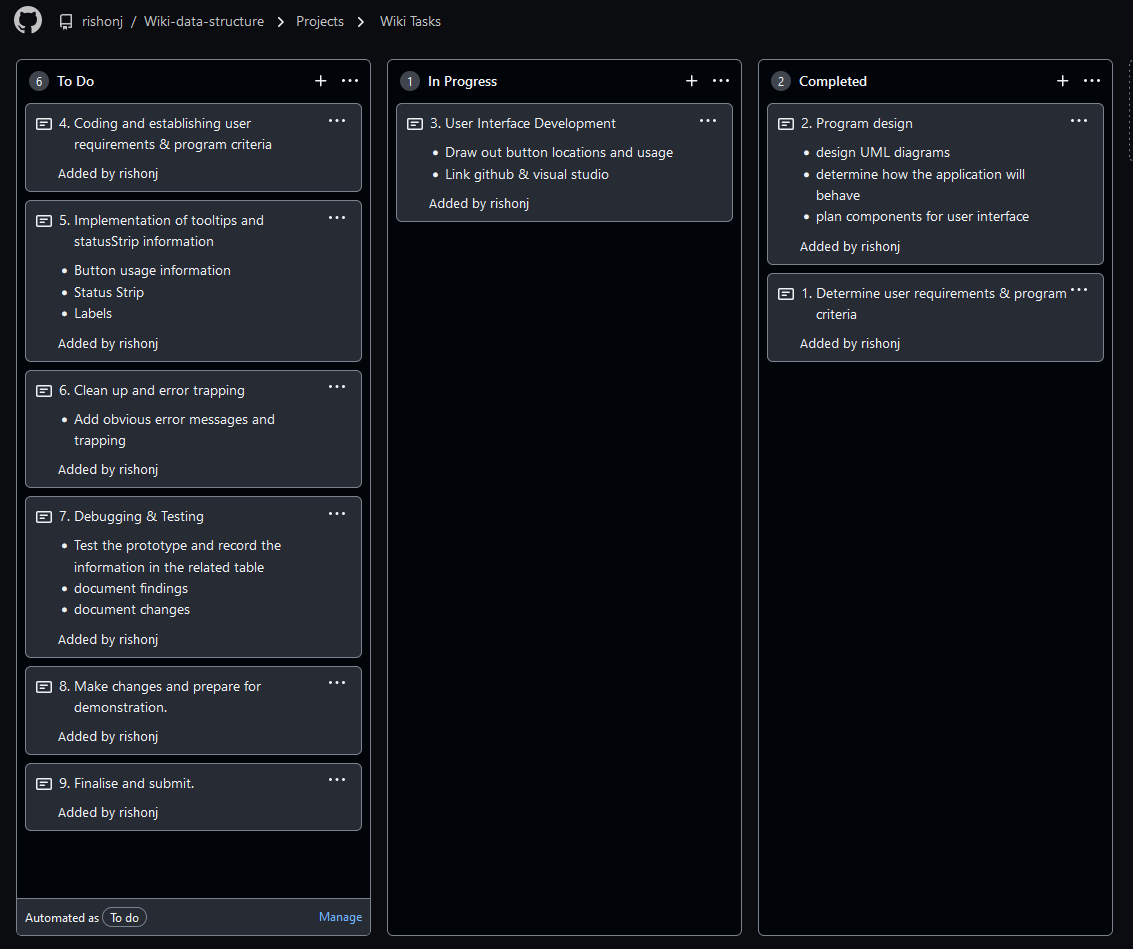 rishonj / Wiki-data-structure > Projects > Wiki Tasks
6 To Do
4. Coding and establishing user
requirements & program criteria
Added by rishonj
5. Implementation of tooltips and
statusStrip information
• Button usage information
• Status Strip
• Labels
Added by rishonj
6. Clean up and error trapping
• Add obvious error messages and
trapping
Added by rishonj
7. Debugging & Testing
• Test the prototype and record the
information in the related table
• document findings
• document changes
Added by rishonj
8. Make changes and prepare for
demonstration.
Added by rishonj
9. Finalise and submit.
Added by rishonj
Automated as To do Manage
1 In Progress
3. User Interface Development
• Draw out button locations and usage
• Link github & visual studio
Added by rishonj
2 Completed
2. Program design
• design UML diagrams
• determine how the application will
behave
• plan components for user interface
Added by rishonj
1. Determine user requirements & program
criteria
Added by rishonj